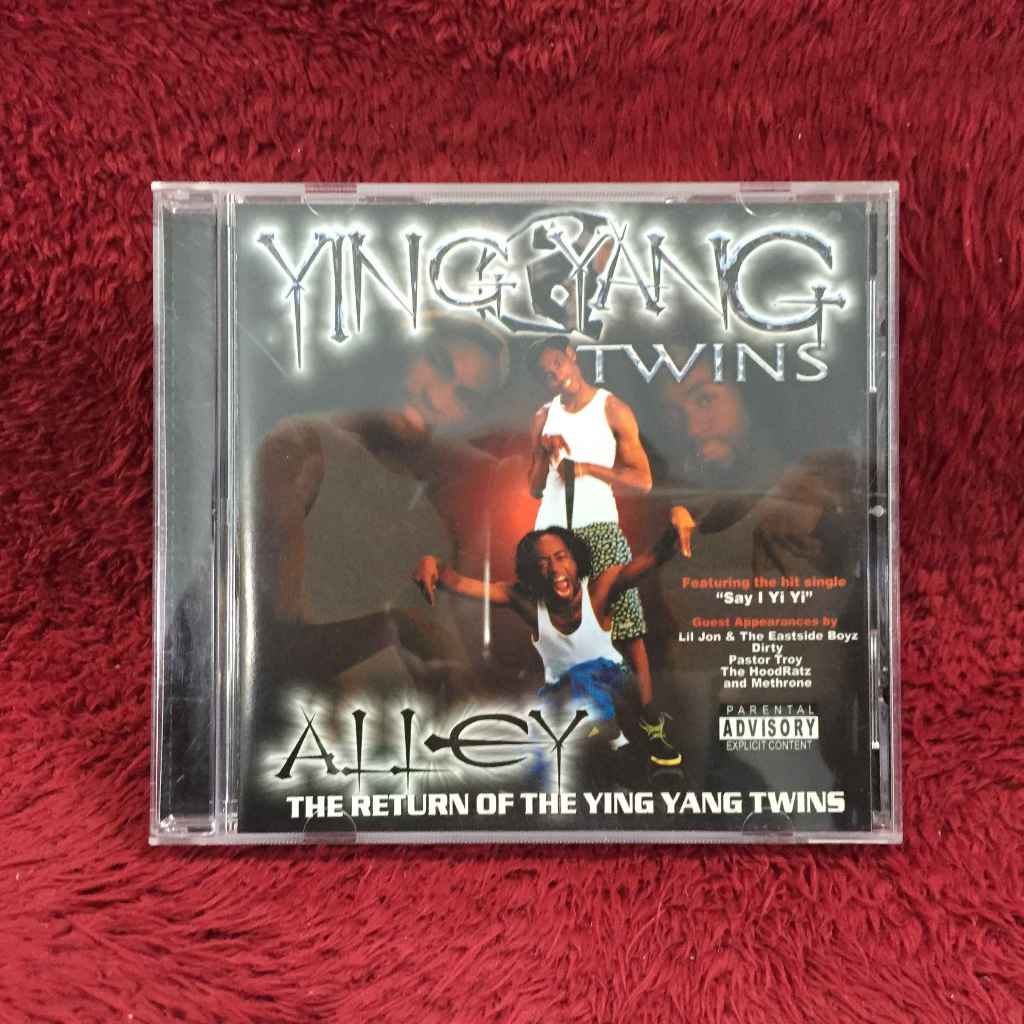 YING YANG
TWINS
Featuring the hit single
"Say I Yi Yi"
Guest Appearances by
Lil Jon & The Eastside Boyz
Dirty
Pastor Troy
The HoodRatz
and Methrone
PARENTAL
ADVISORY
EXPLICIT CONTENT
ALLEY
THE RETURN OF THE YING YANG TWINS